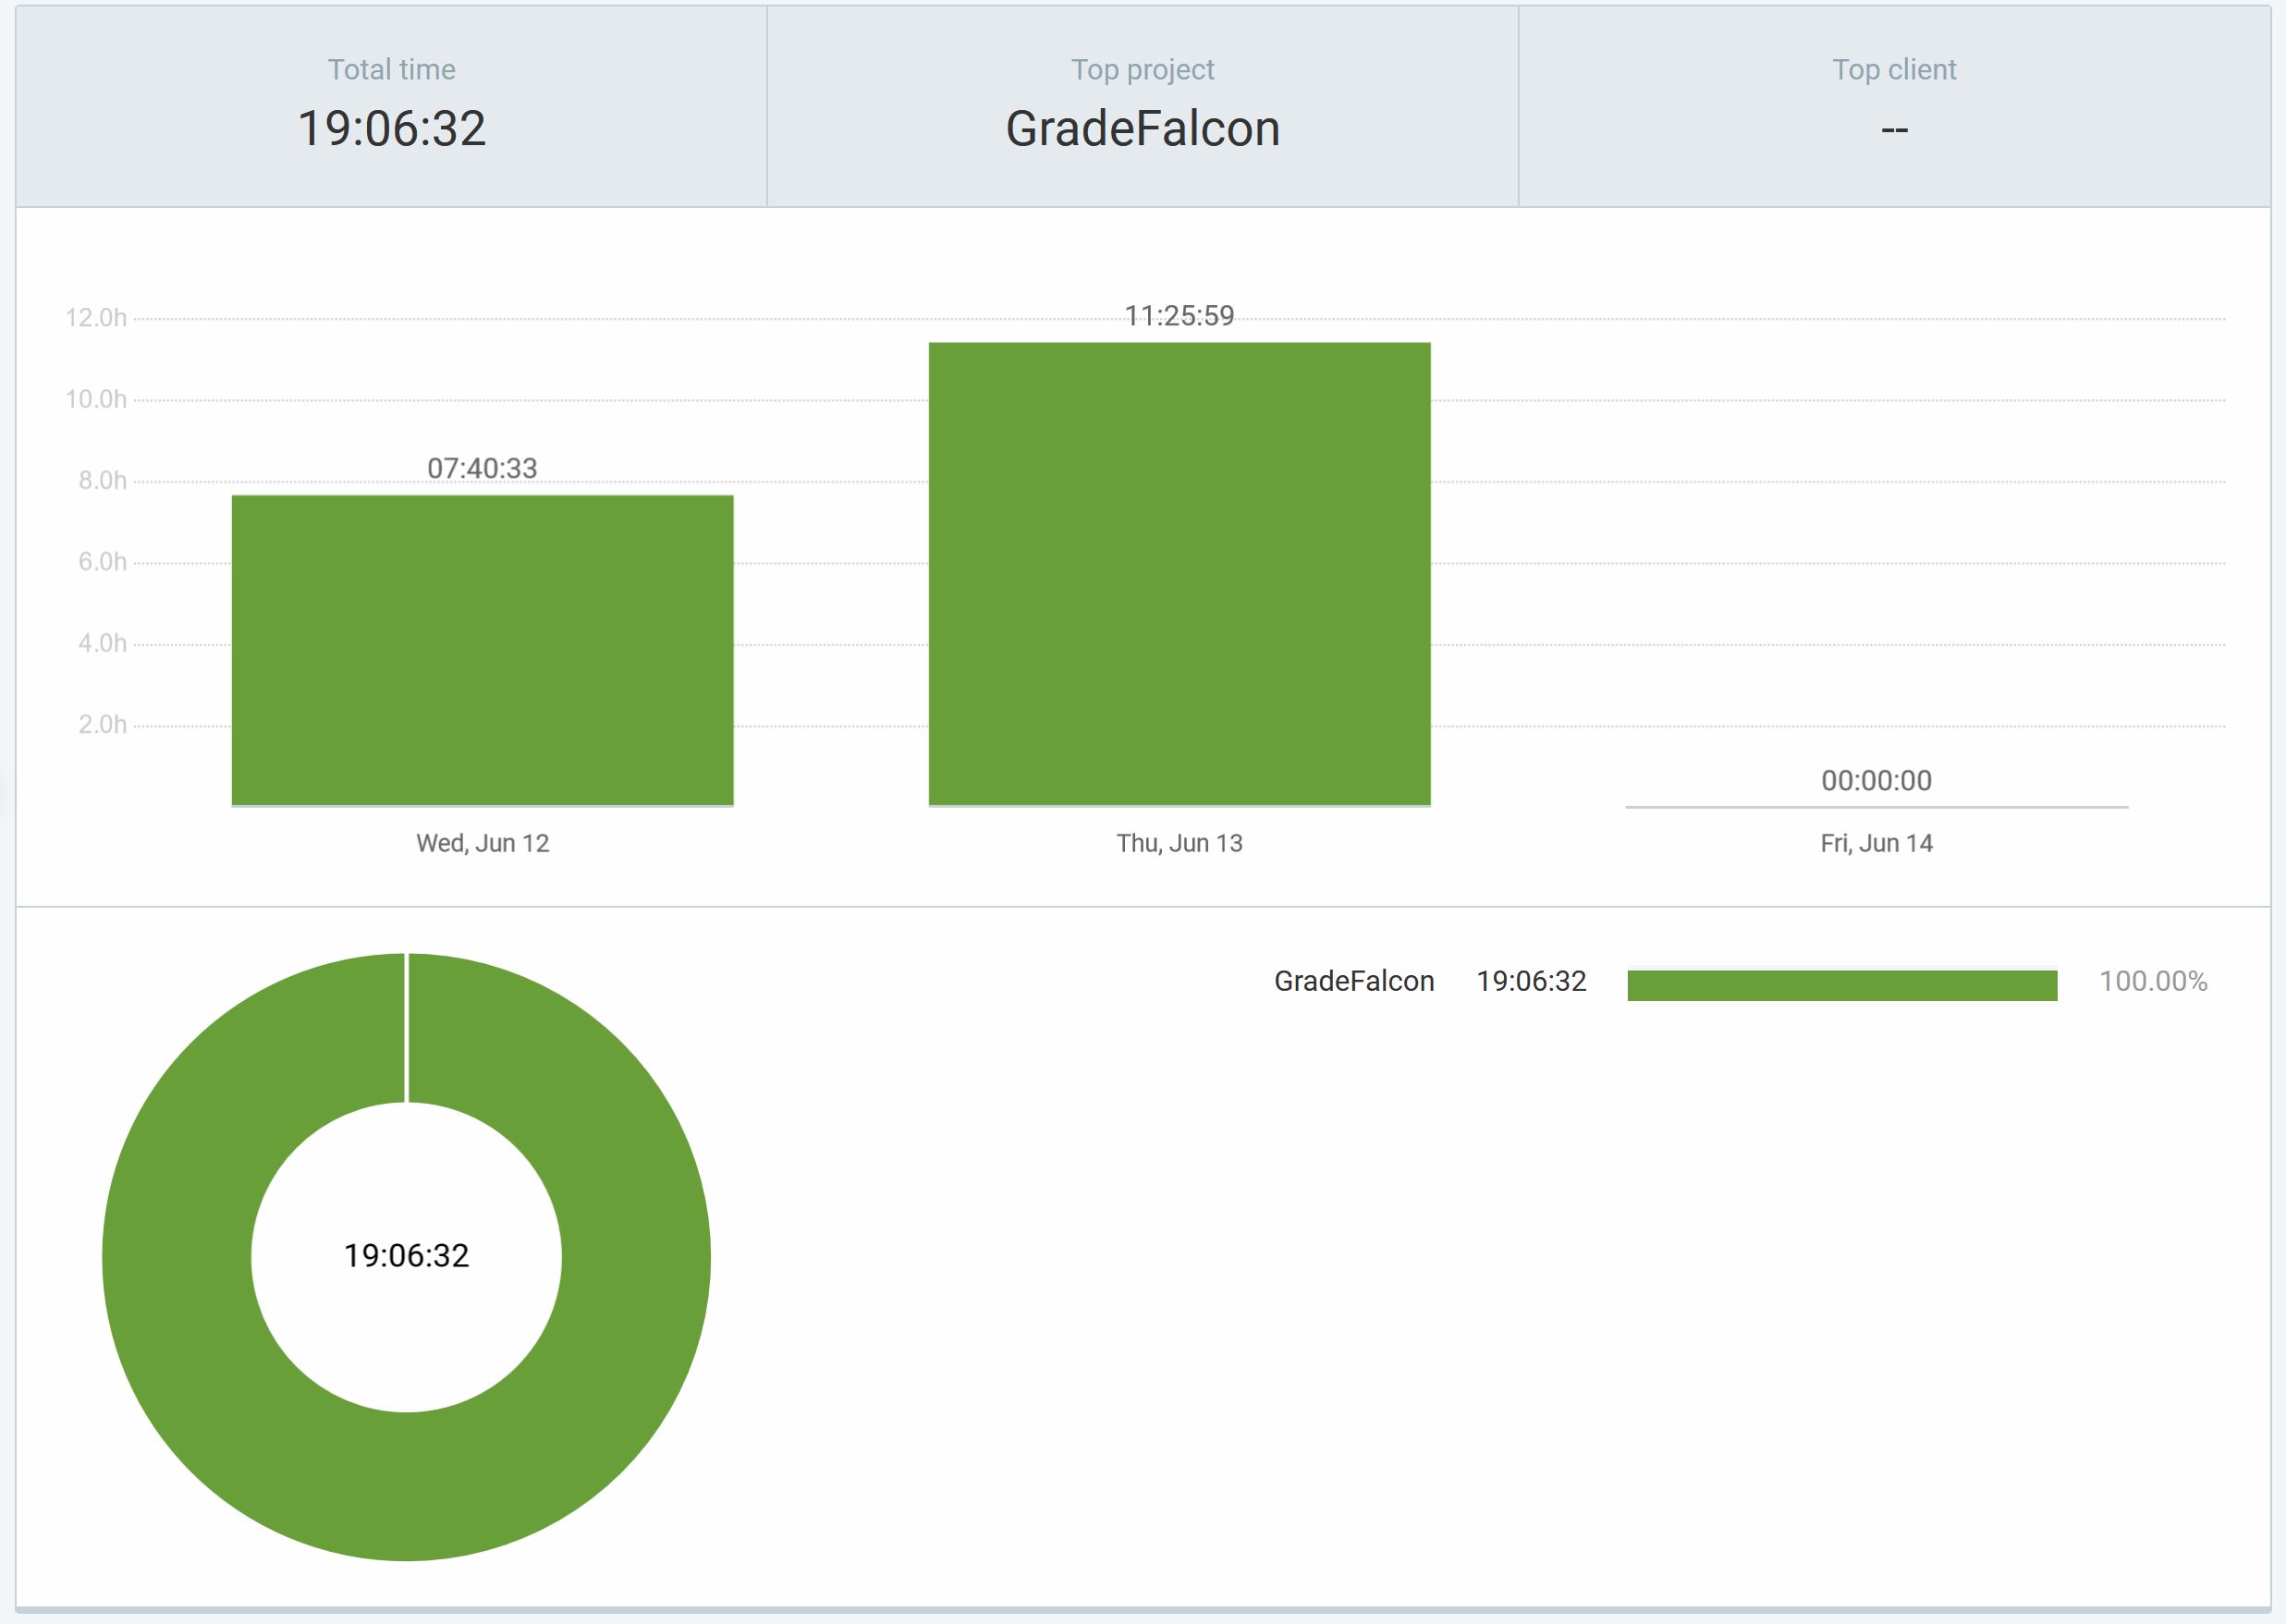 Total time
19:06:32
Top project
GradeFalcon
Top client
--
12.0h
10.0h
8.0h
6.0h
4.0h
2.0h
07:40:33
11:25:59
00:00:00
Wed, Jun 12
Thu, Jun 13
Fri, Jun 14
19:06:32
GradeFalcon 19:06:32 100.00%